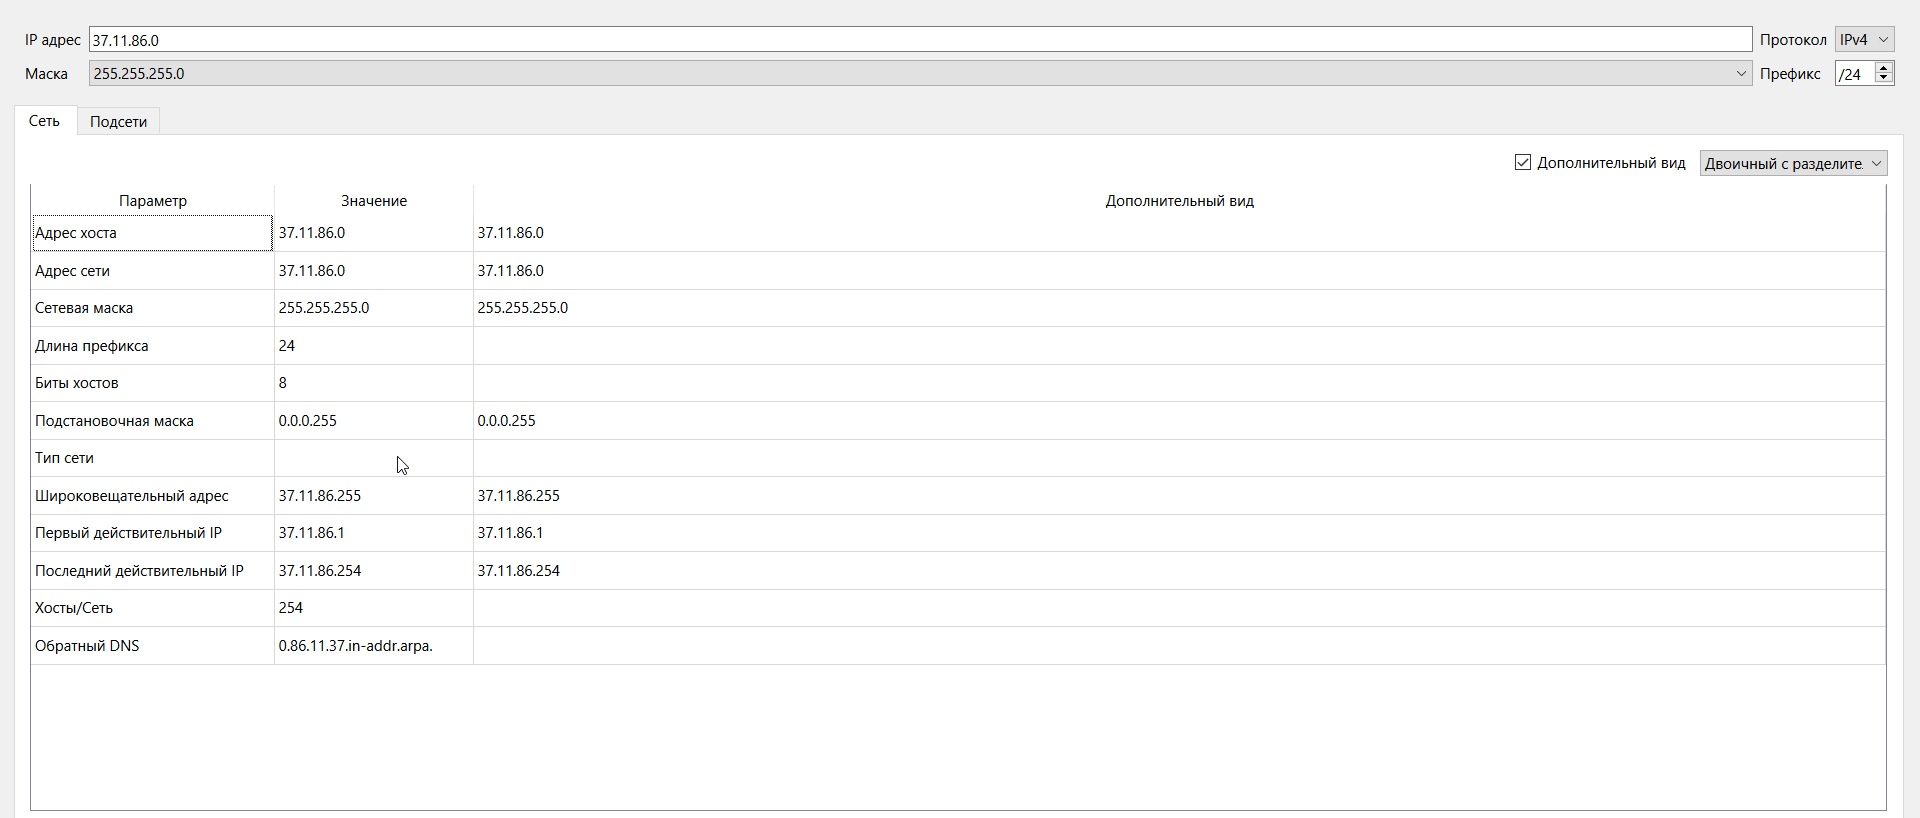 IP адрес 37.11.86.0 Протокол IPv4
Маска 255.255.255.0 Префикс /24
Сеть Подсети
Дополнительный вид Двоичный с разделите.
Параметр Значение Дополнительный вид
Адрес хоста 37.11.86.0 37.11.86.0
Адрес сети 37.11.86.0 37.11.86.0
Сетевая маска 255.255.255.0 255.255.255.0
Длина префикса 24
Биты хостов 8
Подстановочная маска 0.0.0.255 0.0.0.255
Тип сети
Широковещательный адрес 37.11.86.255 37.11.86.255
Первый действительный IP 37.11.86.1 37.11.86.1
Последний действительный IP 37.11.86.254 37.11.86.254
Хосты/Сеть 254
Обратный DNS 0.86.11.37.in-addr.arpa.